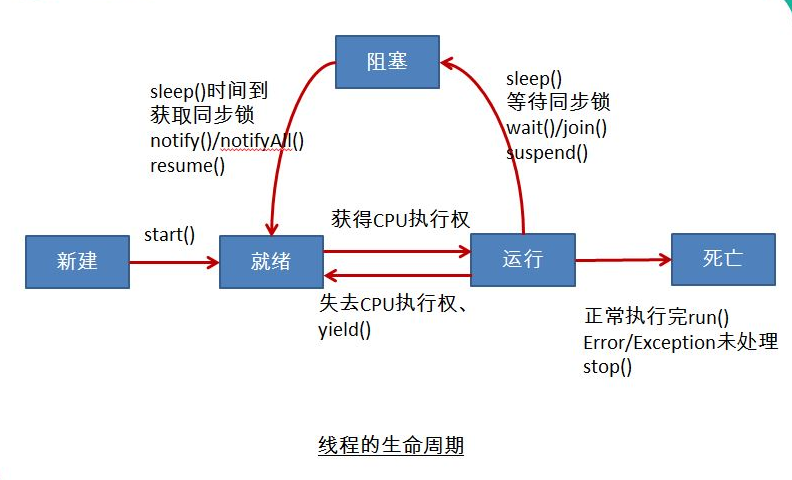 阻塞
sleep()时间到
获取同步锁
notify()/notifyAll()
resume()
sleep()
等待同步锁
wait()/join()
suspend()
新建
start()
就绪
获得CPU执行权
失去CPU执行权、
yield()
运行
死亡
正常执行完run()
Error/Exception未处理
stop()
线程的生命周期